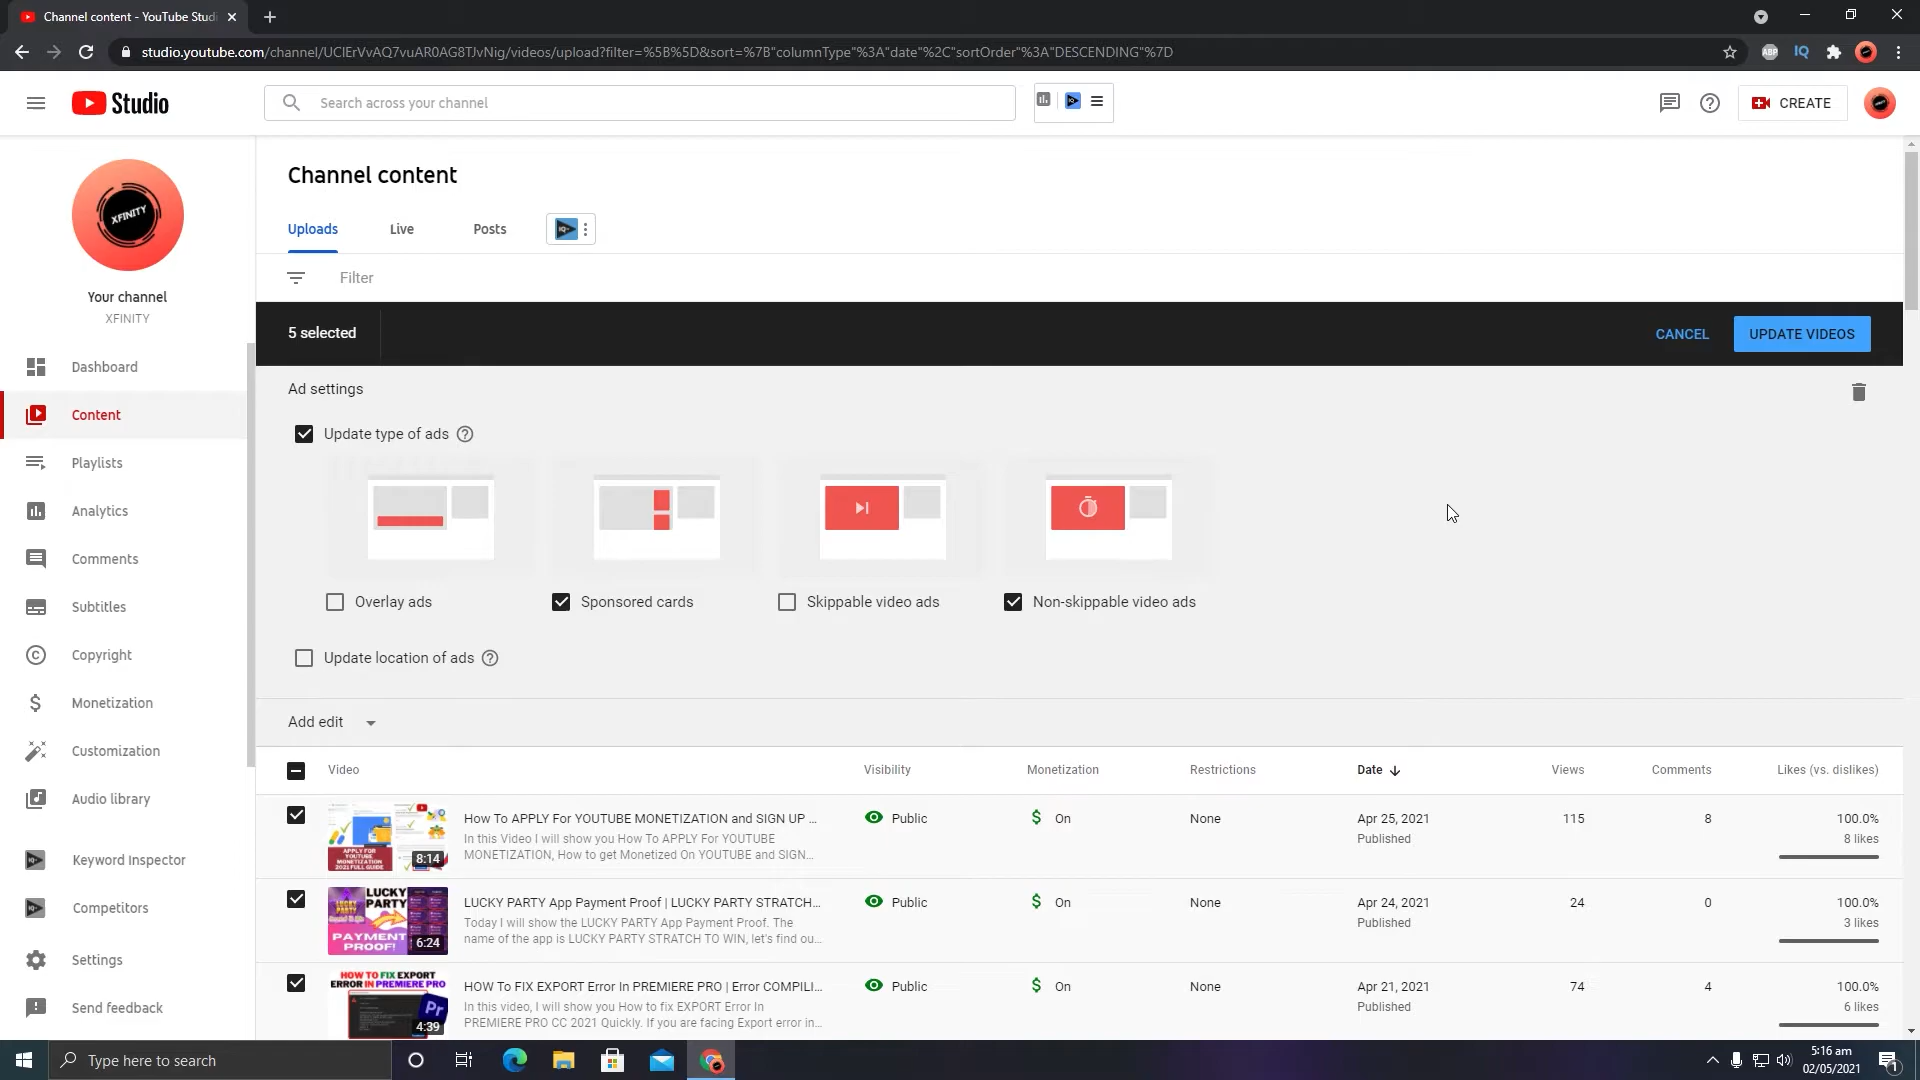 Channel content - YouTube Studi
studio.youtube.com/channel/UClErVvAQ7vuAR0AG8TJvNig/videos/upload?filter=%5B%5D&sort=%7B"columnType"%3A"date"%2C"sortOrder"%3A"DESCENDING"%7D
ABP
IQ
Studio
Search across your channel
CREATE
XFINITY
Your channel
XFINITY
Dashboard
Content
Playlists
Analytics
Comments
Subtitles
Copyright
Monetization
Customization
Audio library
Keyword Inspector
Competitors
Settings
Send feedback
Channel content
Uploads
Live
Posts
Filter
5 selected
CANCEL
UPDATE VIDEOS
Ad settings
Update type of ads
Overlay ads
Sponsored cards
Skippable video ads
Non-skippable video ads
Update location of ads
Add edit
Video
Visibility
Monetization
Restrictions
Date
Views
Comments
Likes (vs. dislikes)
APPLY FOR
YOUTUBE
MONETIZATION
2021 FULL GUIDE
8:14
How To APPLY For YOUTUBE MONETIZATION and SIGN UP ...
In this Video I will show you How To APPLY For YOUTUBE
MONETIZATION, How to get Monetized On YOUTUBE and SIGN...
Public
On
None
Apr 25, 2021
Published
115
8
100.0%
8 likes
LUCKY
PARTY
PAYMENT
PROOF!
6:24
LUCKY PARTY App Payment Proof | LUCKY PARTY STRATCH...
Today I will show the LUCKY PARTY App Payment Proof. The
name of the app is LUCKY PARTY STRATCH TO WIN, let's find ou...
Public
On
None
Apr 24, 2021
Published
24
0
100.0%
3 likes
HOW TO FIX EXPORT
ERROR IN PREMIERE PRO
Pr
4:39
HOW To FIX EXPORT Error In PREMIERE PRO | Error COMPILI...
In this video, I will show you How to fix EXPORT Error In
PREMIERE PRO CC 2021 Quickly. If you are facing Export error in...
Public
On
None
Apr 21, 2021
Published
74
4
100.0%
6 likes
Type here to search
5:16 am
02/05/2021
1